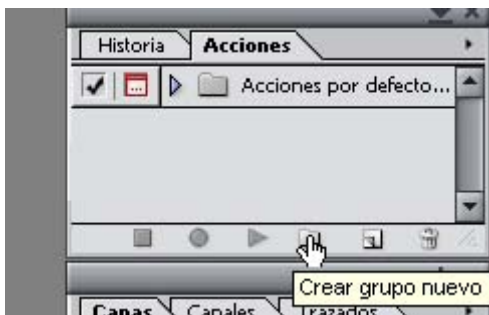 Historia Acciones
Acciones por defecto...
Crear grupo nuevo
Capas Canales Trazados